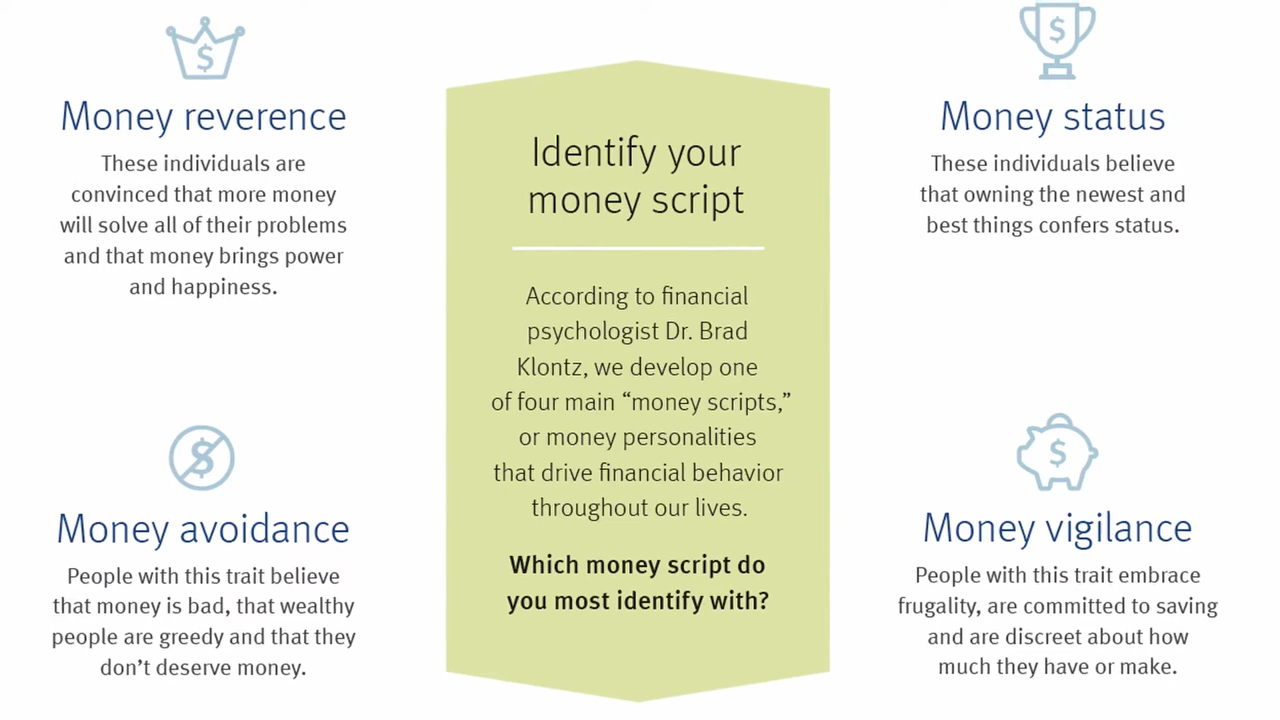 Money reverence
These individuals are
convinced that more money
will solve all of their problems
and that money brings power
and happiness.
Money avoidance
People with this trait believe
that money is bad, that wealthy
people are greedy and that they
don’t deserve money.
Identify your
money script
According to financial
psychologist Dr. Brad
Klontz, we develop one
of four main “money scripts,”
or money personalities
that drive financial behavior
throughout our lives.
Which money script do
you most identify with?
Money status
These individuals believe
that owning the newest and
best things confers status.
Money vigilance
People with this trait embrace
frugality, are committed to saving
and are discreet about how
much they have or make.
$
$
$
$